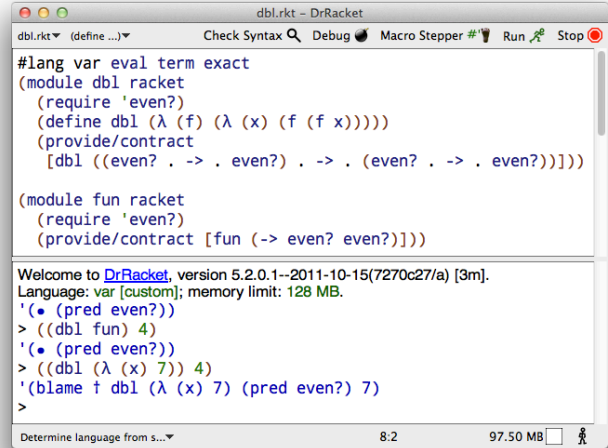 dbl.rkt - DrRacket
dbl.rkt▼ (define ...)▼ Check Syntax Debug Macro Stepper #' Run Stop
#lang var eval term exact
(module dbl racket
  (require 'even?)
  (define dbl (λ (f) (λ (x) (f (f x)))))
  (provide/contract
   [dbl ((even? . -> . even?) . -> . (even? . -> . even?))]))
(module fun racket
  (require 'even?)
  (provide/contract [fun (-> even? even?)]))
Welcome to DrRacket, version 5.2.0.1--2011-10-15(7270c27/a) [3m].
Language: var [custom]; memory limit: 128 MB.
'(● (pred even?))
> ((dbl fun) 4)
'(● (pred even?))
> ((dbl (λ (x) 7)) 4)
'(blame † dbl (λ (x) 7) (pred even?) 7)
>
Determine language from s...▼ 8:2 97.50 MB